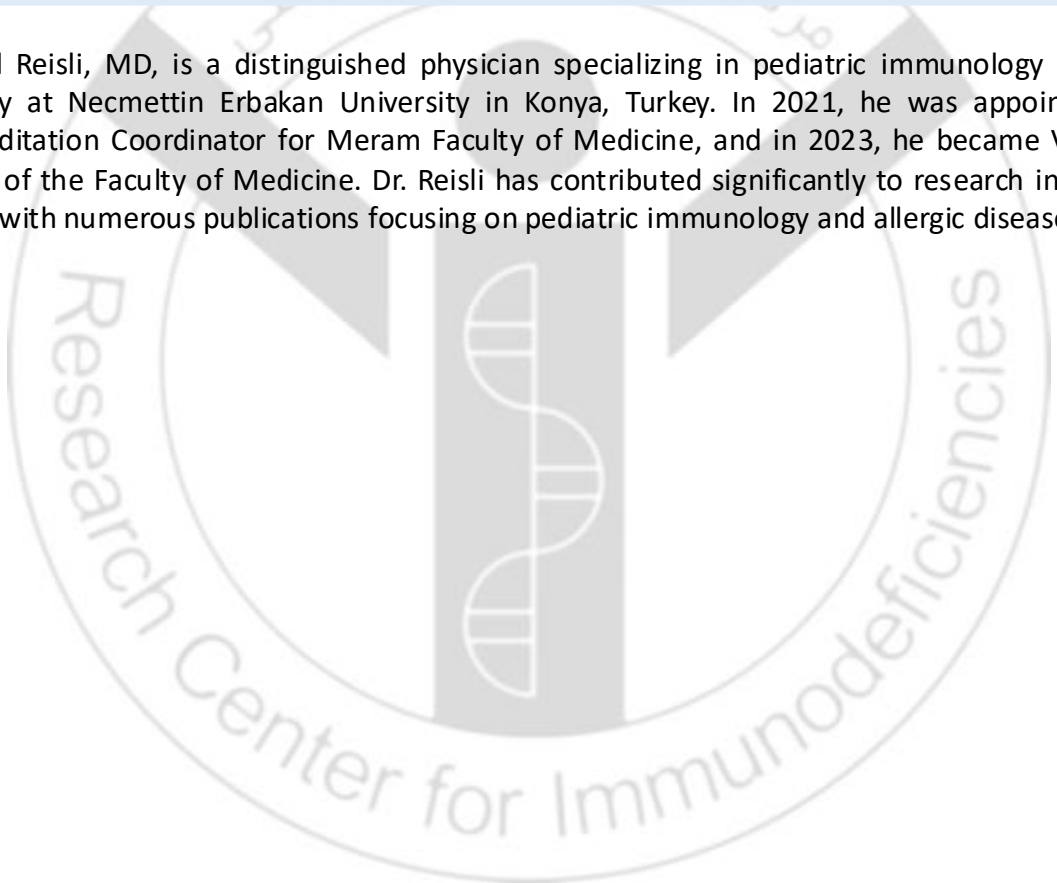 l Reisli, MD, is a distinguished physician specializing in pediatric immunology
y at Necmettin Erbakan University in Konya, Turkey. In 2021, he was appoin
ditation Coordinator for Meram Faculty of Medicine, and in 2023, he became V
of the Faculty of Medicine. Dr. Reisli has contributed significantly to research in
with numerous publications focusing on pediatric immunology and allergic disease
Research Center for Immunodeficiencies